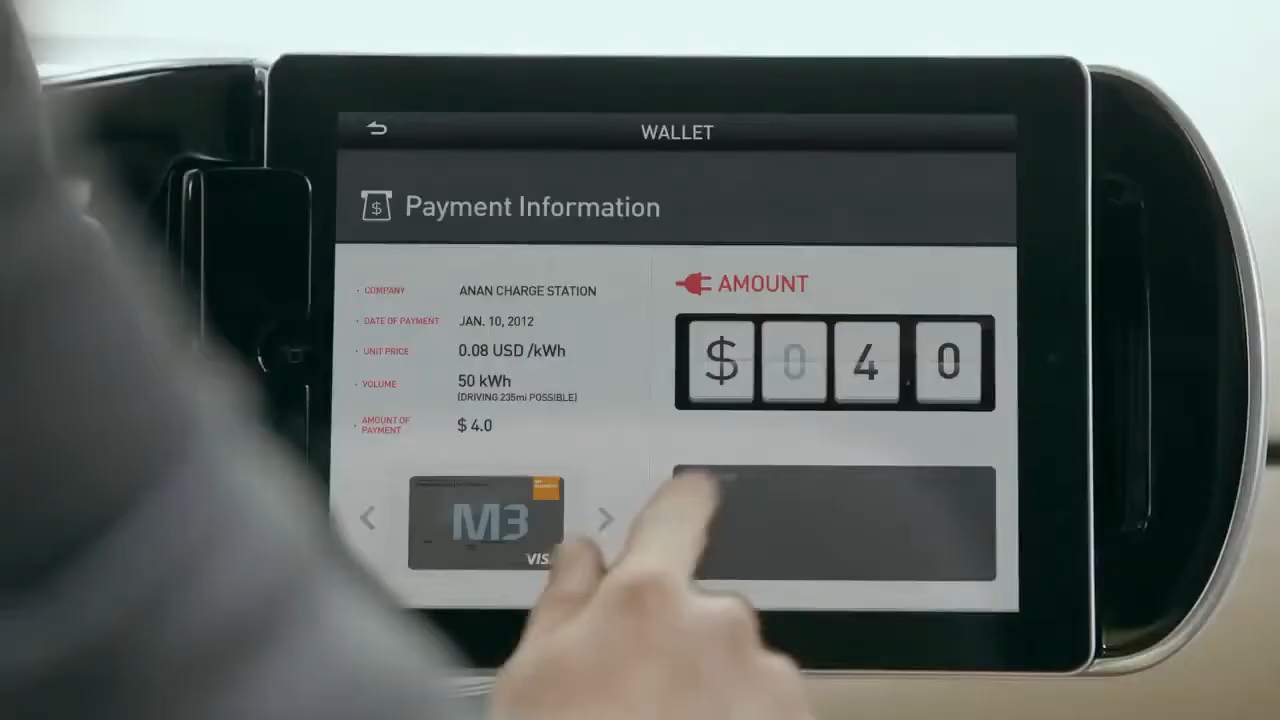 WALLET
$ Payment Information
COMPANY ANAN CHARGE STATION
DATE OF PAYMENT JAN. 10, 2012
UNIT PRICE 0.08 USD /kWh
VOLUME 50 kWh
(DRIVING 235mi POSSIBLE)
AMOUNT OF
PAYMENT $ 4.0
AMOUNT
$ 0 4 0
M3
VIS